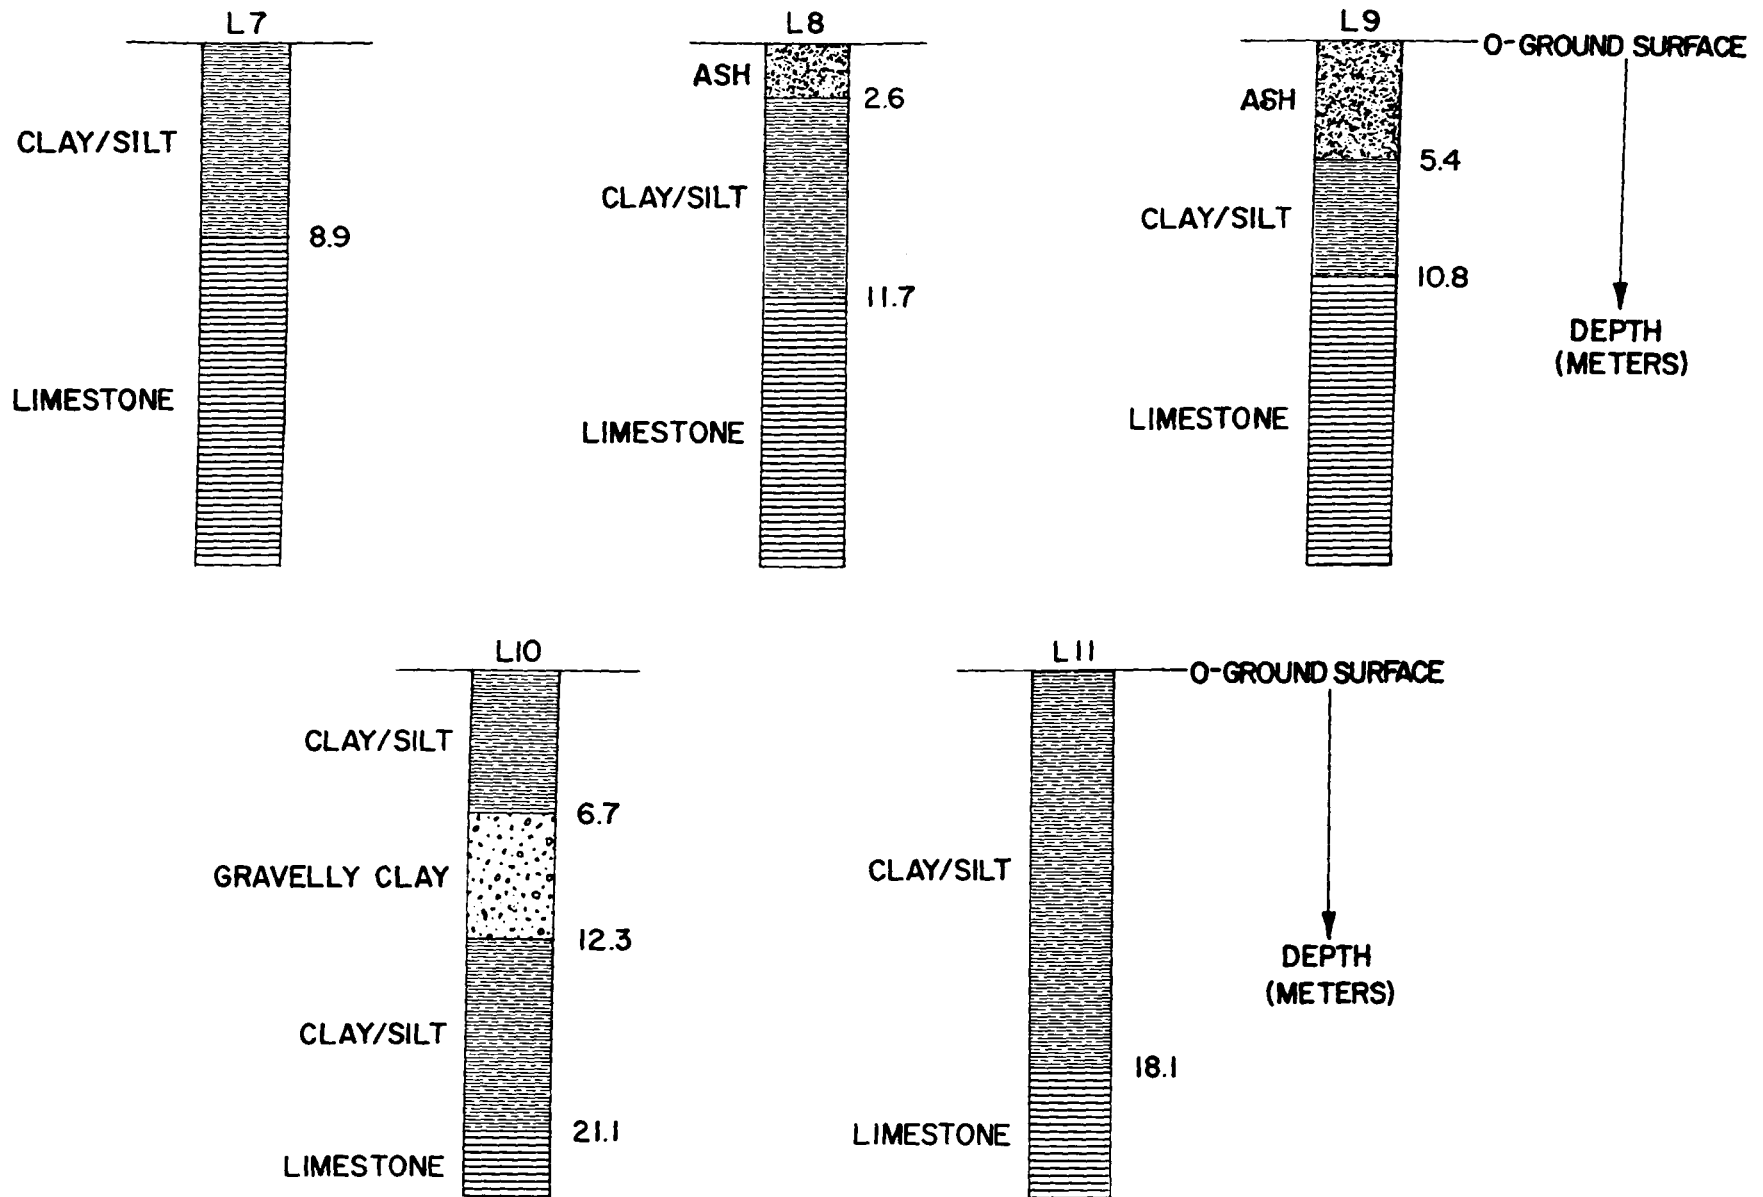 L7
L8
L9
0-GROUND SURFACE
ASH
2.6
ASH
CLAY/SILT
5.4
CLAY/SILT
CLAY/SILT
8.9
10.8
11.7
DEPTH
(METERS)
LIMESTONE
LIMESTONE
LIMESTONE
L10
L11
0-GROUND SURFACE
CLAY/SILT
6.7
GRAVELLY CLAY
CLAY/SILT
12.3
DEPTH
(METERS)
CLAY/SILT
18.1
21.1
LIMESTONE
LIMESTONE